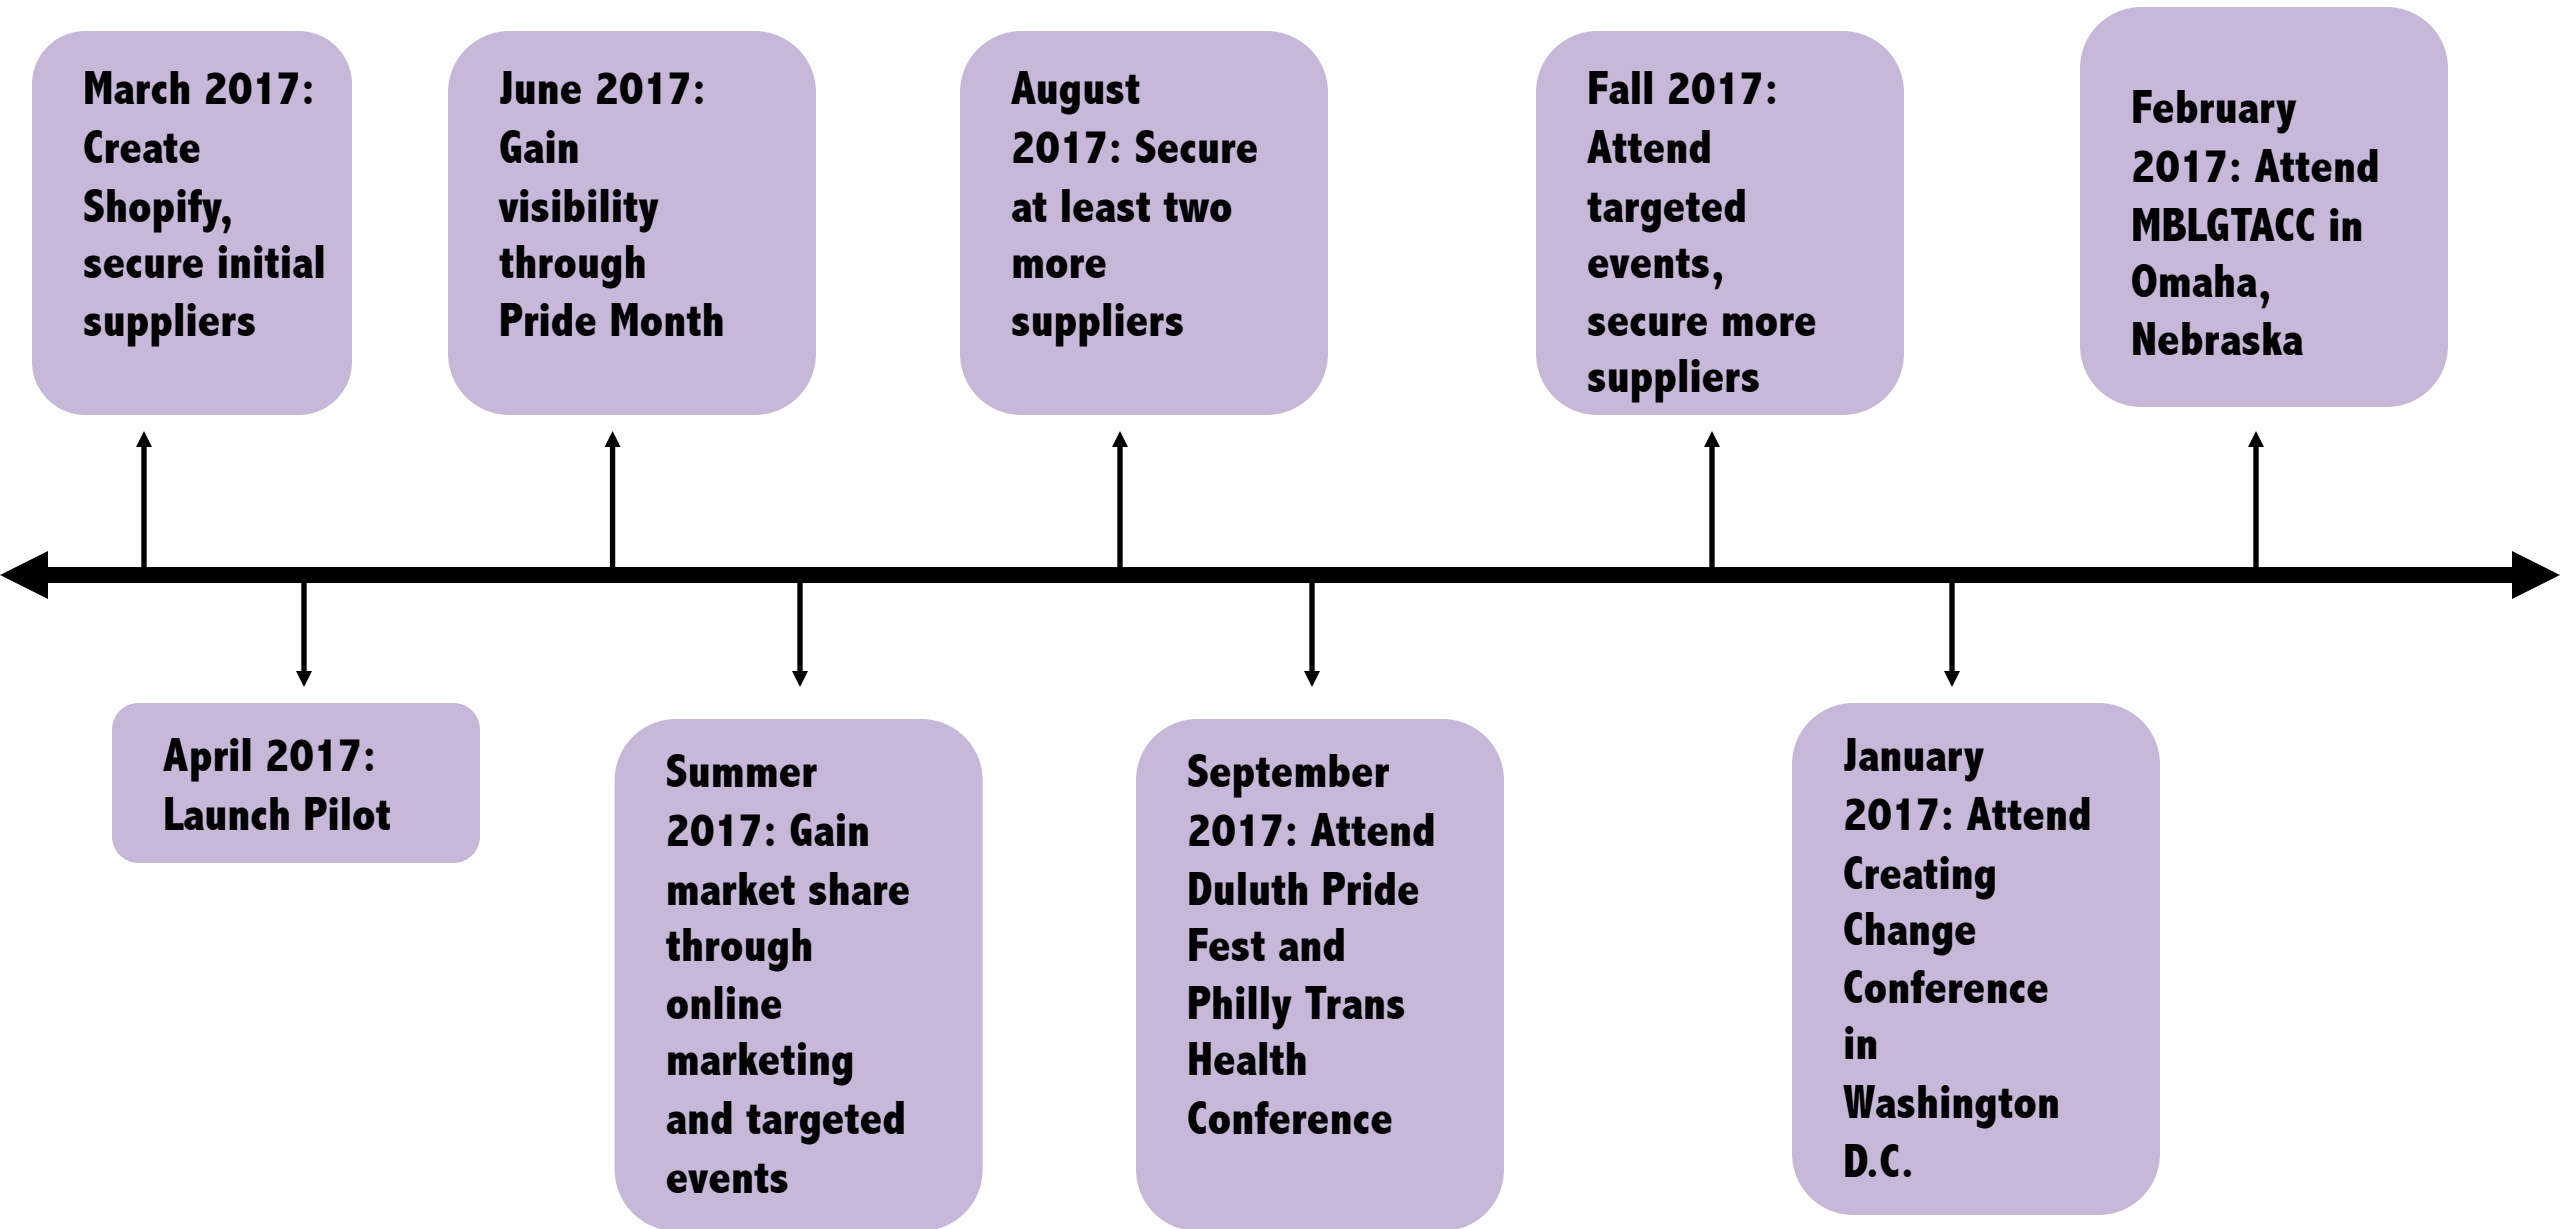 March 2017:
Create
Shopify,
secure initial
suppliers
June 2017:
Gain
visibility
through
Pride Month
August
2017: Secure
at least two
more
suppliers
Fall 2017:
Attend
targeted
events,
secure more
suppliers
February
2017: Attend
MBLGTACC in
Omaha,
Nebraska
April 2017:
Launch Pilot
Summer
2017: Gain
market share
through
online
marketing
and targeted
events
September
2017: Attend
Duluth Pride
Fest and
Philly Trans
Health
Conference
January
2017: Attend
Creating
Change
Conference
in
Washington
D.C.